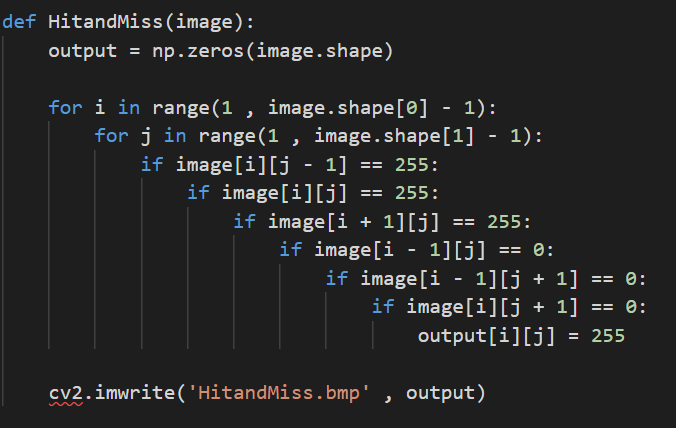 def HitandMiss(image):
    output = np.zeros(image.shape)

    for i in range(1 , image.shape[0] - 1):
        for j in range(1 , image.shape[1] - 1):
            if image[i][j - 1] == 255:
                if image[i][j] == 255:
                    if image[i + 1][j] == 255:
                        if image[i - 1][j] == 0:
                            if image[i - 1][j + 1] == 0:
                                if image[i][j + 1] == 0:
                                    output[i][j] = 255

    cv2.imwrite('HitandMiss.bmp' , output)